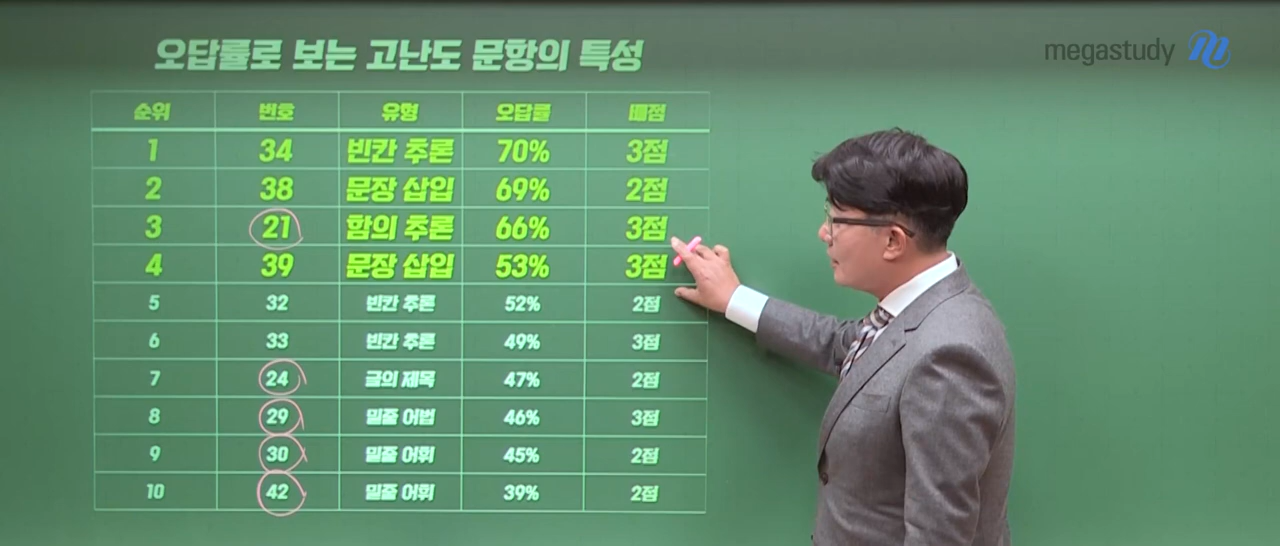 오답률로 보는 고난도 문항의 특성
megastudy
순위 번호 유형 오답률 배점
1 34 빈칸 추론 70% 3점
2 38 문장 삽입 69% 2점
3 21 함의 추론 66% 3점
4 39 문장 삽입 53% 3점
5 32 빈칸 추론 52% 2점
6 33 빈칸 추론 49% 3점
7 24 글의 제목 47% 2점
8 29 밑줄 어법 46% 3점
9 30 밑줄 어휘 45% 2점
10 42 밑줄 어휘 39% 2점